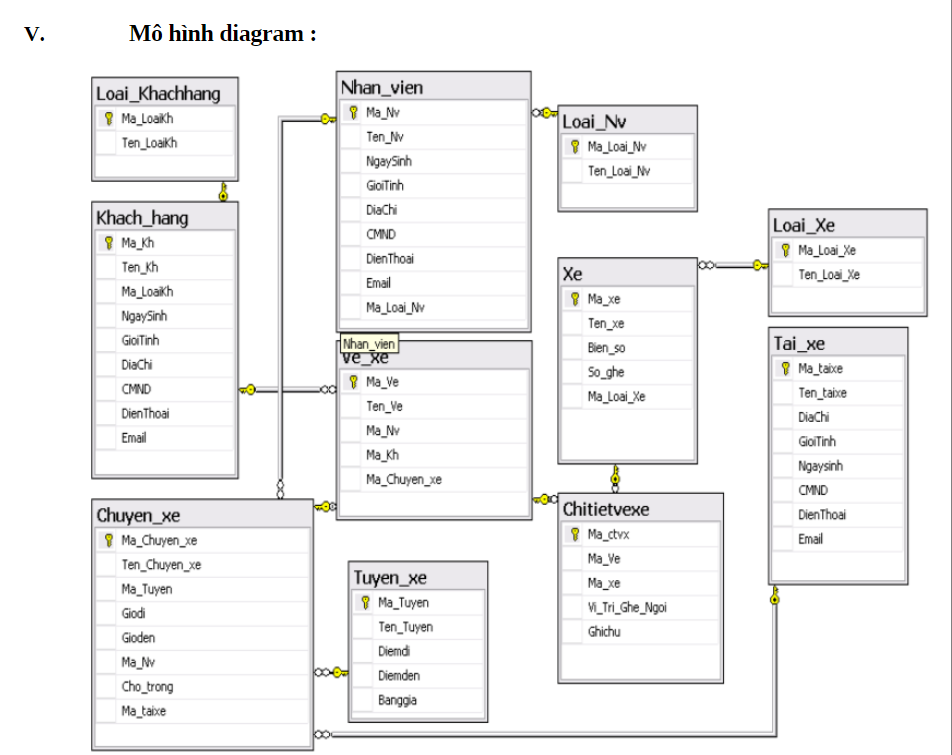 V. Mô hình diagram :
Loai_Khachhang
Ma_LoaiKh
Ten_LoaiKh
Khach_hang
Ma_Kh
Ten_Kh
Ma_LoaiKh
NgaySinh
GioiTinh
DiaChi
CMND
DienThoai
Email
Nhan_vien
Ma_Nv
Ten_Nv
NgaySinh
GioiTinh
DiaChi
CMND
DienThoai
Email
Ma_Loai_Nv
Loai_Nv
Ma_Loai_Nv
Ten_Loai_Nv
Nhan_vien
Ve_xe
Ma_Ve
Ten_Ve
Ma_Nv
Ma_Kh
Ma_Chuyen_xe
Xe
Ma_xe
Ten_xe
Bien_so
So_ghe
Ma_Loai_Xe
Loai_Xe
Ma_Loai_Xe
Ten_Loai_Xe
Tai_xe
Ma_taixe
Ten_taixe
DiaChi
GioiTinh
Ngaysinh
CMND
DienThoai
Email
Chuyen_xe
Ma_Chuyen_xe
Ten_Chuyen_xe
Ma_Tuyen
Giodi
Gioden
Ma_Nv
Cho_trong
Ma_taixe
Tuyen_xe
Ma_Tuyen
Ten_Tuyen
Diemdi
Diemden
Banggia
Chitietvexe
Ma_ctvx
Ma_Ve
Ma_xe
Vi_Tri_Ghe_Ngoi
Ghichu